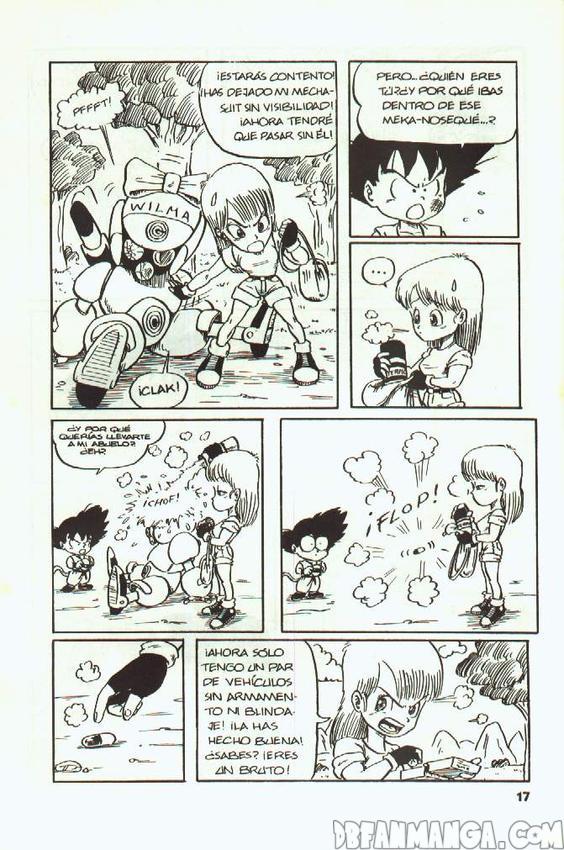 ¡ESTARÁS CONTENTO!
¡HAS DEJADO MI MECHA-
SUIT SIN VISIBILIDAD!
¡AHORA TENDRÉ
QUE PASAR SIN ÉL!
PFFFT!
WILMA
¡CLAK!
PERO...¿QUIÉN ERES
TÚ?¿Y POR QUÉ IBAS
DENTRO DE ESE
MEKA-NOSEQUÉ...?
...
¿Y POR QUÉ
QUERÍAS LLEVARTE
A MI ABUELO?
¿EH?
¡CHOF!
¡FLOP!
¡AHORA SÓLO
TENGO UN PAR
DE VEHÍCULOS
SIN ARMAMEN-
TO NI BLINDA-
JE! ¡LA HAS
HECHO BUENA!
¿SABES? ¡ERES
UN BRUTO!
17
DBFANMANGA.COM